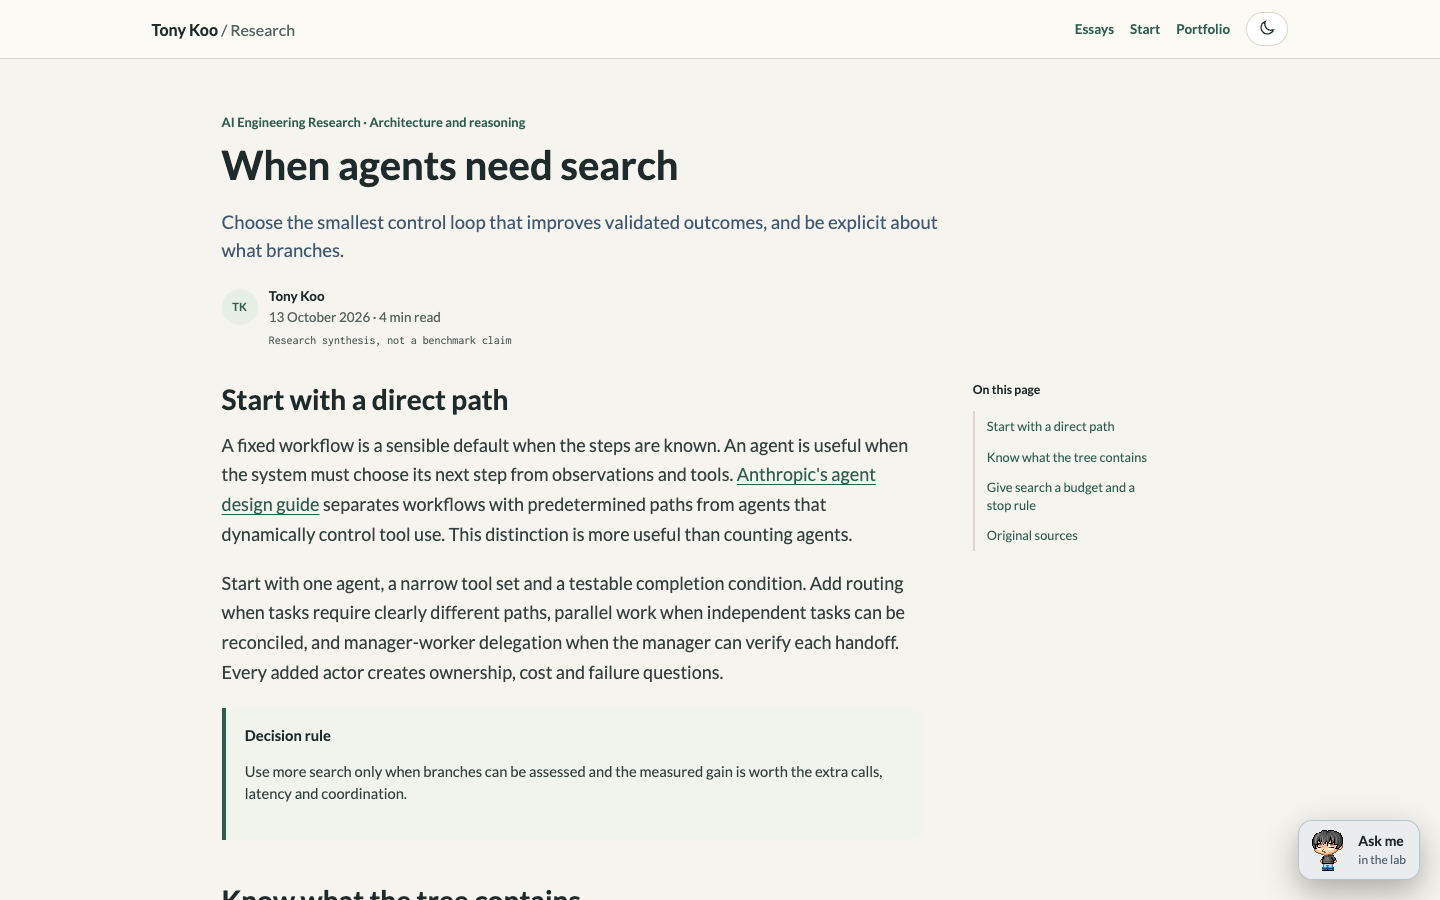 Tony Koo / Research
Essays
Start
Portfolio
AI Engineering Research · Architecture and reasoning
When agents need search
Choose the smallest control loop that improves validated outcomes, and be explicit about
what branches.
TK
Tony Koo
13 October 2026 · 4 min read
Research synthesis, not a benchmark claim
Start with a direct path
A fixed workflow is a sensible default when the steps are known. An agent is useful when
the system must choose its next step from observations and tools. Anthropic's agent
design guide separates workflows with predetermined paths from agents that
dynamically control tool use. This distinction is more useful than counting agents.
Start with one agent, a narrow tool set and a testable completion condition. Add routing
when tasks require clearly different paths, parallel work when independent tasks can be
reconciled, and manager-worker delegation when the manager can verify each handoff.
Every added actor creates ownership, cost and failure questions.
Decision rule
Use more search only when branches can be assessed and the measured gain is worth the extra calls,
latency and coordination.
Know what the tree contains
On this page
Start with a direct path
Know what the tree contains
Give search a budget and a
stop rule
Original sources
Ask me
in the lab